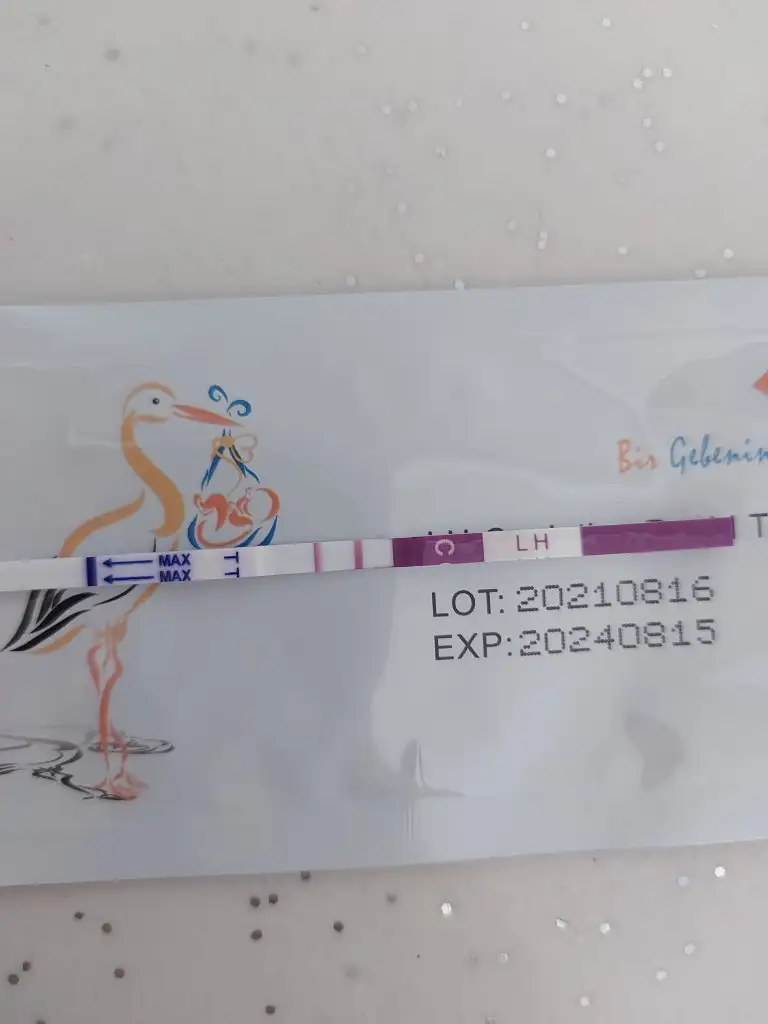 Bir Gebenin
MAX
MAX
T
T
C
LH
T
LOT: 20210816
EXP:20240815